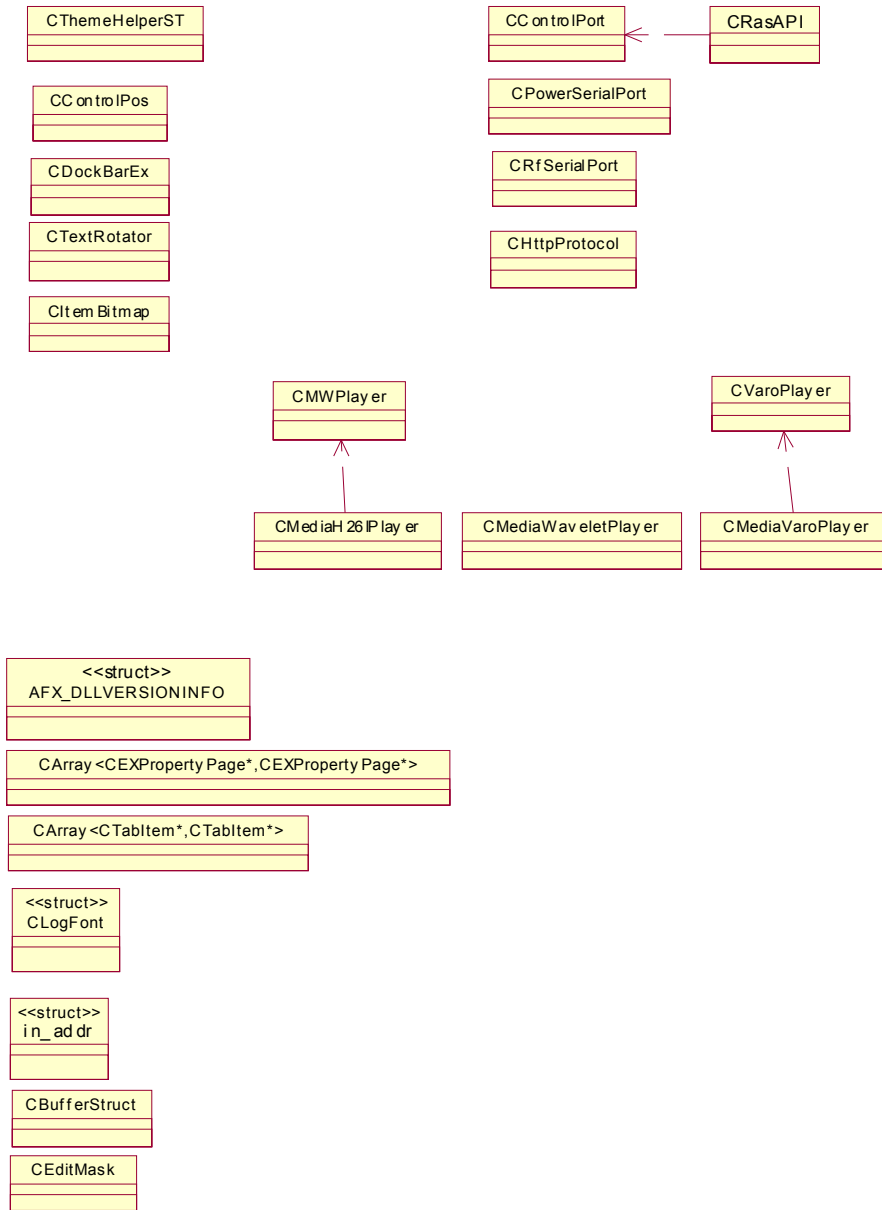 CThemeHelperST
CControlPort
CRasAPI
CControlPos
CPowerSerialPort
CDockBarEx
CRfSerialPort
CTextRotator
CHttpProtocol
CItemBitmap
CMWPlayer
CVaroPlayer
CMediaH26IPlayer
CMediaWaveletPlayer
CMediaVaroPlayer
<<struct>>
AFX_DLLVERSIONINFO
CArray<CEXPropertyPage*,CEXPropertyPage*>
CArray<CTabItem*,CTabItem*>
<<struct>>
CLogFont
<<struct>>
in_addr
CBufferStruct
CEditMask